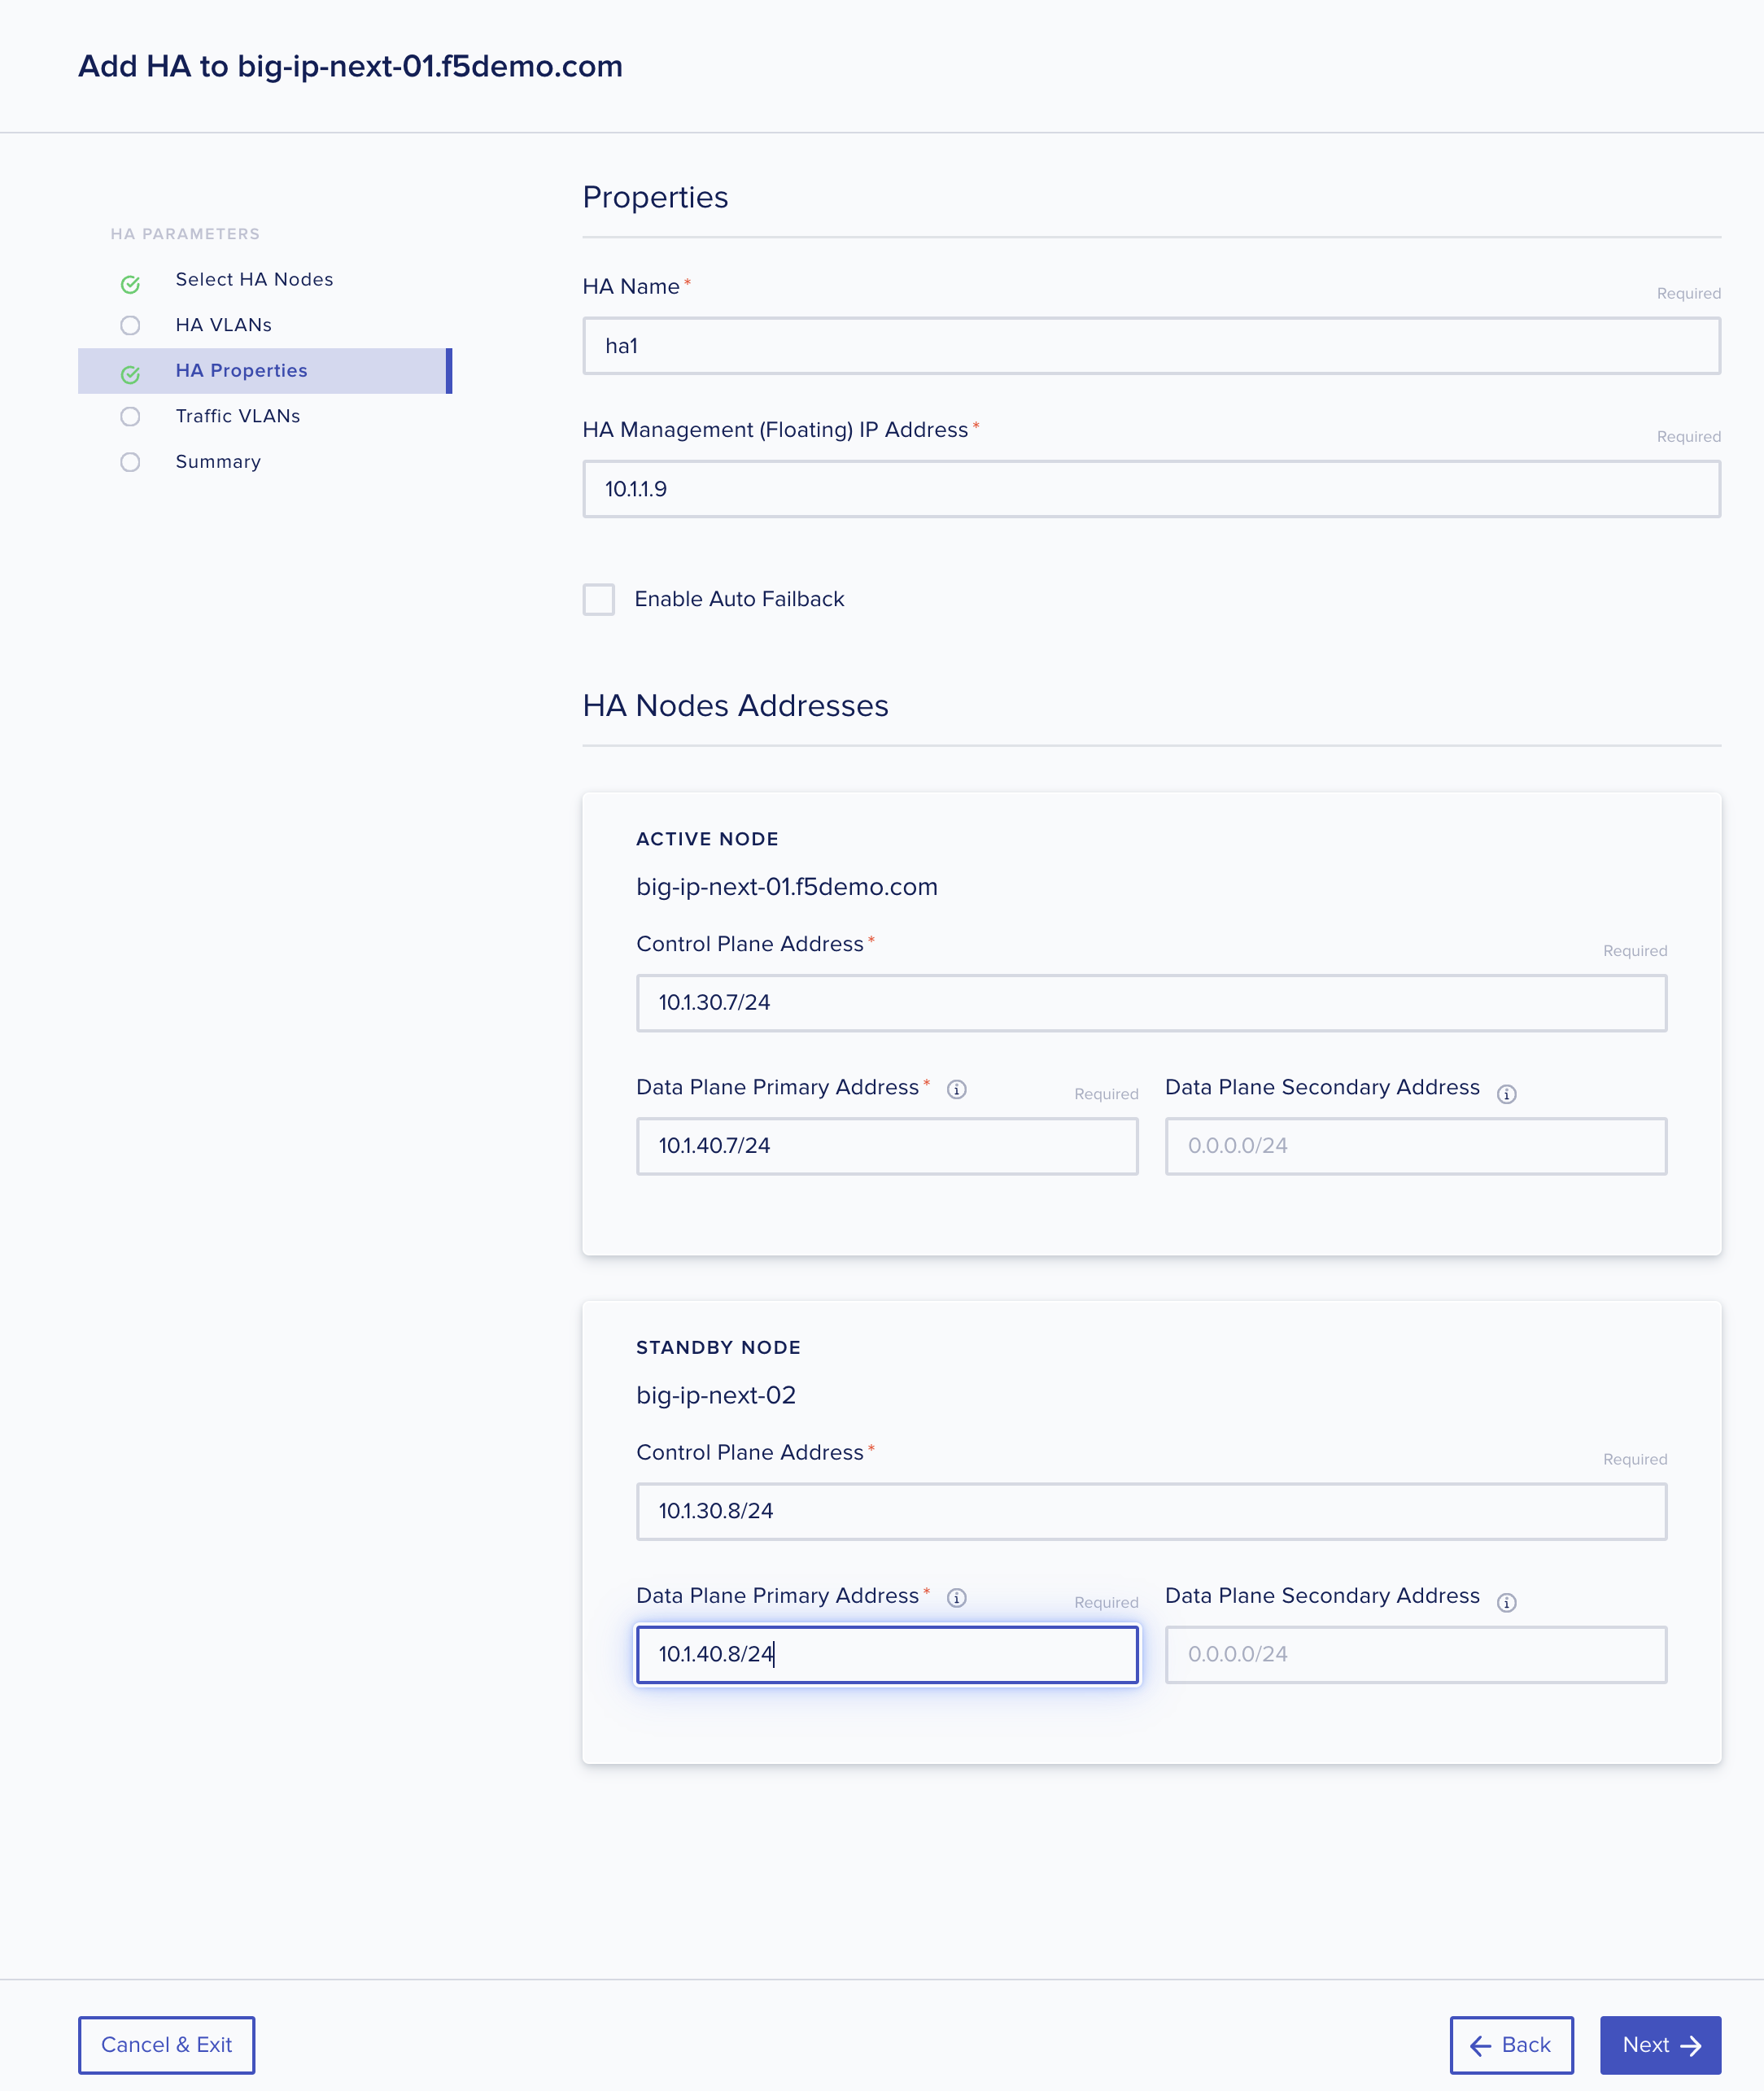 Add HA to big-ip-next-01.f5demo.com
HA PARAMETERS
Select HA Nodes
HA VLANs
HA Properties
Traffic VLANs
Summary
Properties
HA Name* Required
ha1
HA Management (Floating) IP Address* Required
10.1.1.9
Enable Auto Failback
HA Nodes Addresses
ACTIVE NODE
big-ip-next-01.f5demo.com
Control Plane Address* Required
10.1.30.7/24
Data Plane Primary Address* Required Data Plane Secondary Address
10.1.40.7/24 0.0.0.0/24
STANDBY NODE
big-ip-next-02
Control Plane Address* Required
10.1.30.8/24
Data Plane Primary Address* Required Data Plane Secondary Address
10.1.40.8/24 0.0.0.0/24
Cancel & Exit Back Next